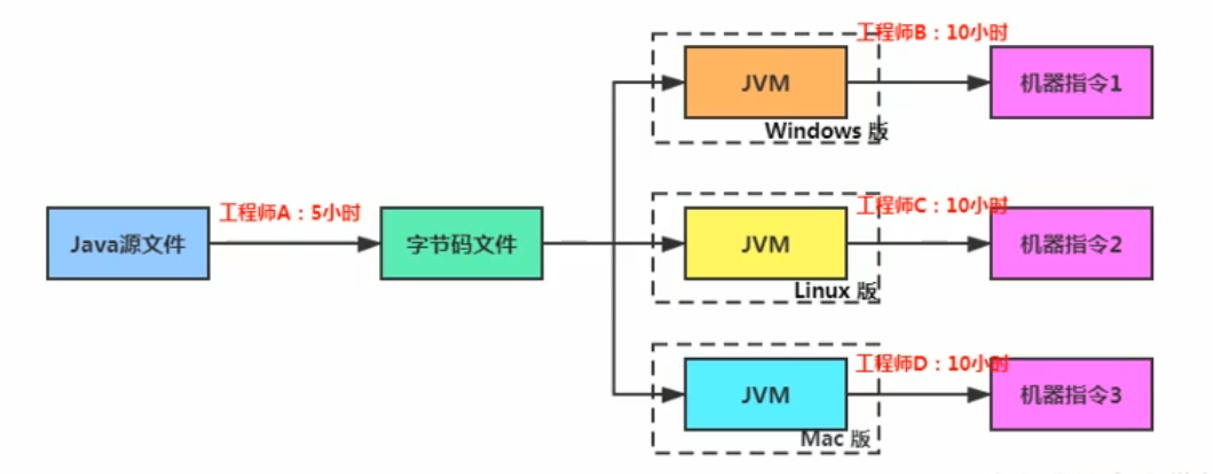 工程师B：10小时
JVM
机器指令1
Windows 版
工程师A：5小时
Java源文件
字节码文件
工程师C：10小时
JVM
机器指令2
Linux 版
工程师D：10小时
JVM
机器指令3
Mac 版